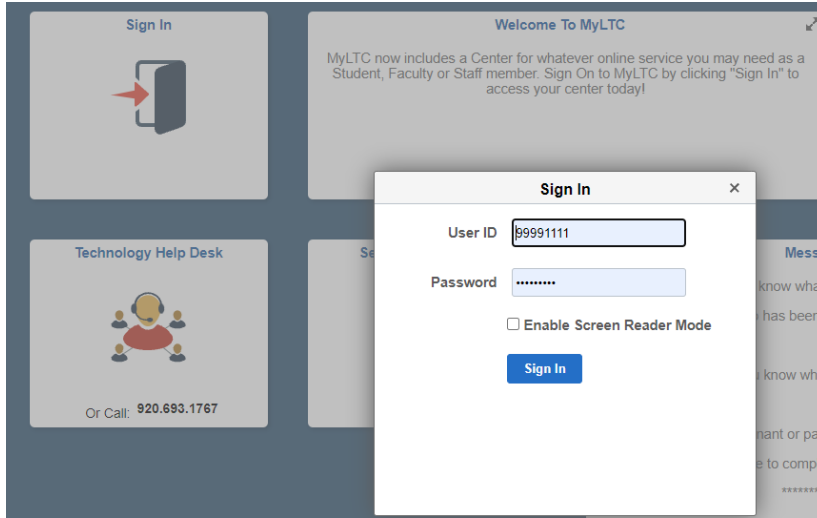 Sign In
Welcome To MyLTC
MyLTC now includes a Center for whatever online service you may need as a
Student, Faculty or Staff member. Sign On to MyLTC by clicking "Sign In" to
access your center today!
Sign In
×
User ID
99991111
Password
•••••••••
Enable Screen Reader Mode
Sign In
Technology Help Desk
Or Call: 920.693.1767
Se
Mess
know wha
has been
know wh
nant or pa
e to comp
*******